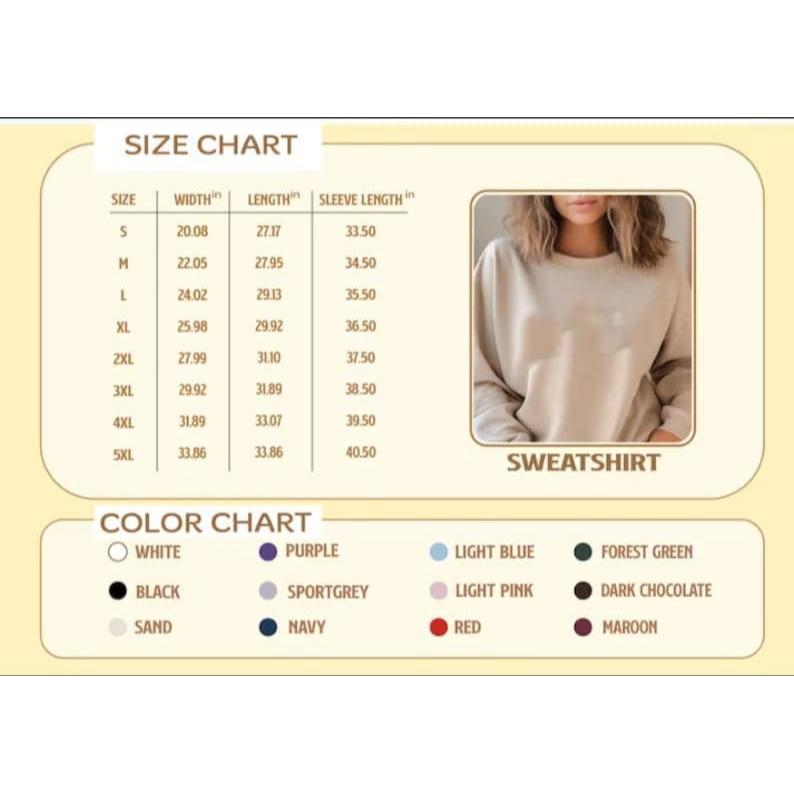 SIZE CHART
SIZE WIDTH in LENGTH in SLEEVE LENGTH in
S 20.08 27.17 33.50
M 22.05 27.95 34.50
L 24.02 29.13 35.50
XL 25.98 29.92 36.50
2XL 27.99 31.10 37.50
3XL 29.92 31.89 38.50
4XL 31.89 33.07 39.50
5XL 33.86 33.86 40.50
SWEATSHIRT
COLOR CHART
WHITE PURPLE LIGHT BLUE FOREST GREEN
BLACK SPORTGREY LIGHT PINK DARK CHOCOLATE
SAND NAVY RED MAROON